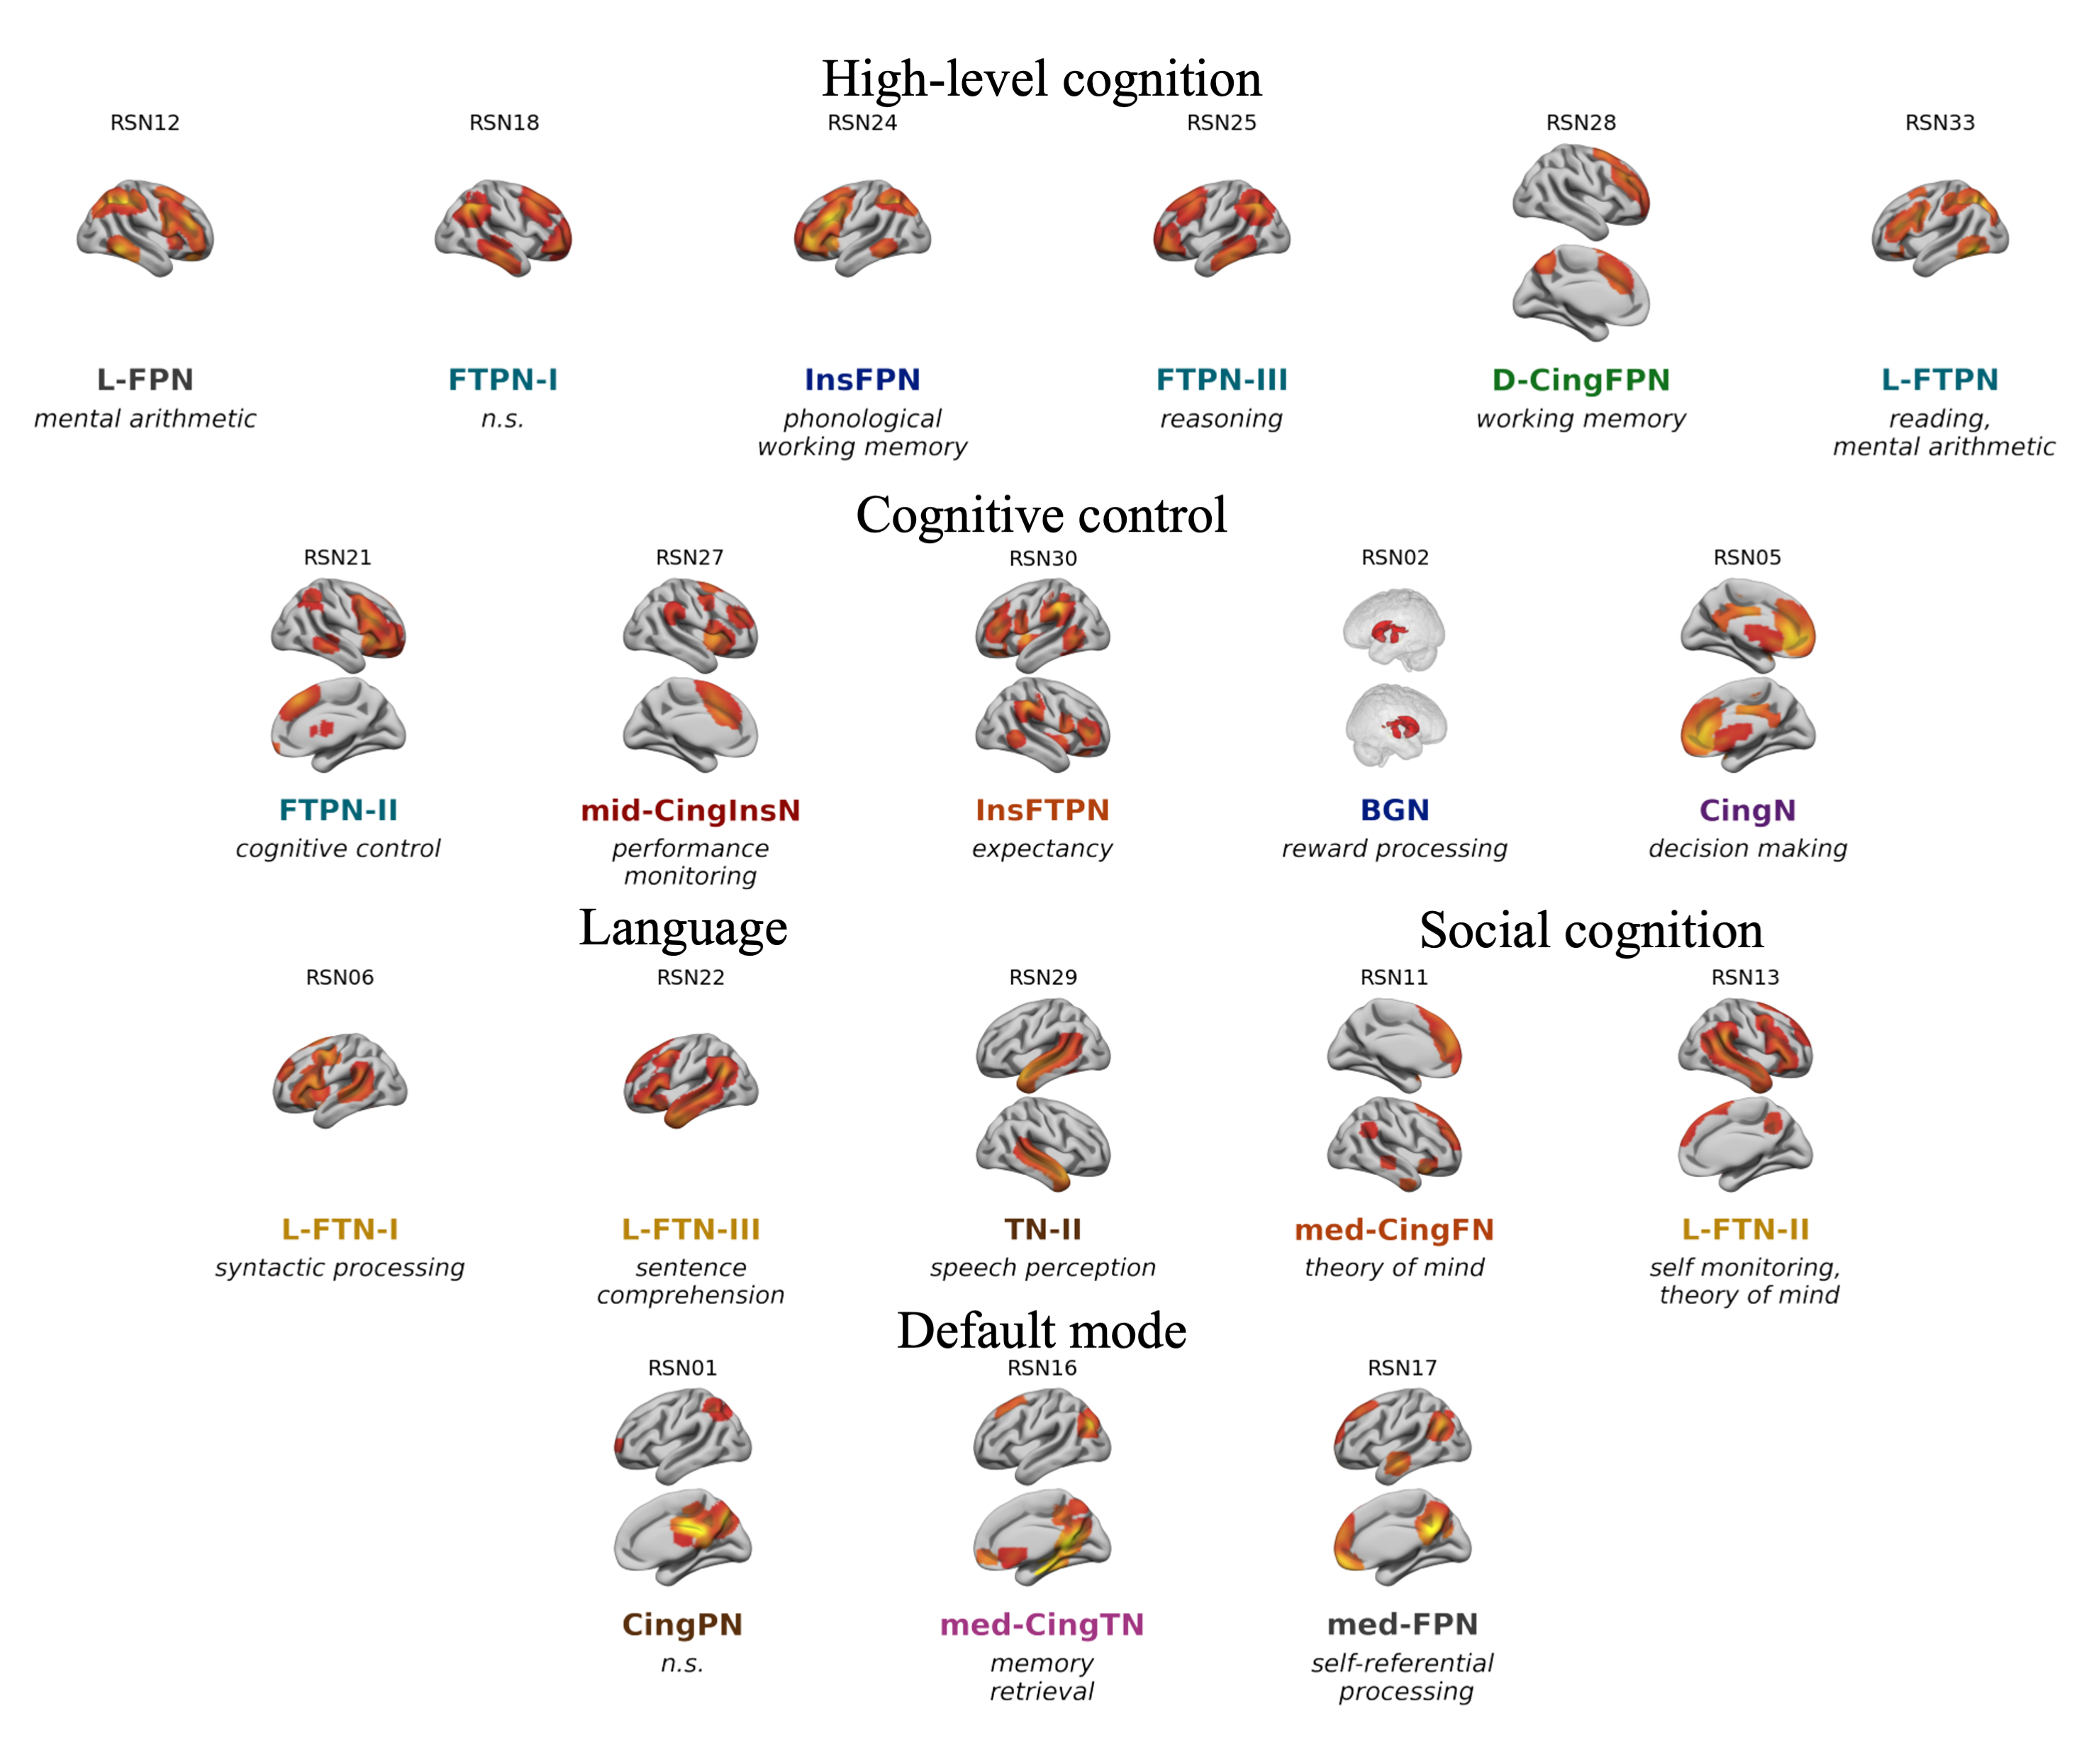 High-level cognition
RSN12 RSN18 RSN24 RSN25 RSN28 RSN33
L-FPN FTPN-I InsFPN FTPN-III D-CingFPN L-FTPN
mental arithmetic n.s. phonological reasoning working memory reading,
working memory mental arithmetic
Cognitive control
RSN21 RSN27 RSN30 RSN02 RSN05
FTPN-II mid-CingInsN InsFTPN BGN CingN
cognitive control performance expectancy reward processing decision making
monitoring
Language Social cognition
RSN06 RSN22 RSN29 RSN11 RSN13
L-FTN-I L-FTN-III TN-II med-CingFN L-FTN-II
syntactic processing sentence speech perception theory of mind self monitoring,
comprehension theory of mind
Default mode
RSN01 RSN16 RSN17
CingPN med-CingTN med-FPN
n.s. memory self-referential
retrieval processing